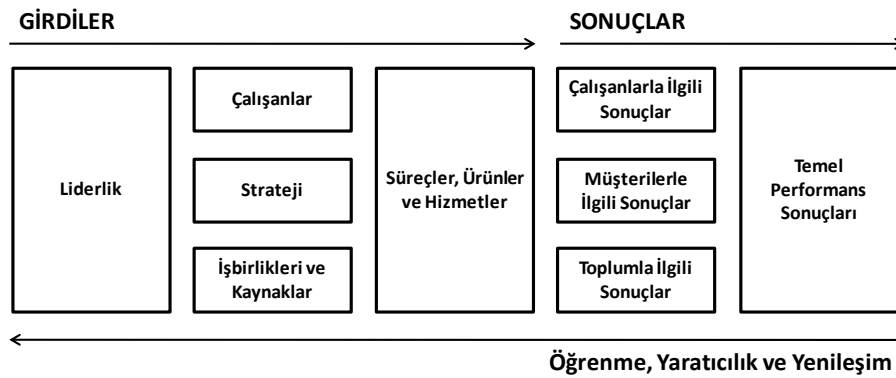 GİRDİLER
SONUÇLAR
Liderlik
Çalışanlar
Strateji
İşbirlikleri ve
Kaynaklar
Süreçler, Ürünler
ve Hizmetler
Çalışanlarla İlgili
Sonuçlar
Müşterilerle
İlgili Sonuçlar
Toplumla İlgili
Sonuçlar
Temel
Performans
Sonuçları
Öğrenme, Yaratıcılık ve Yenileşim